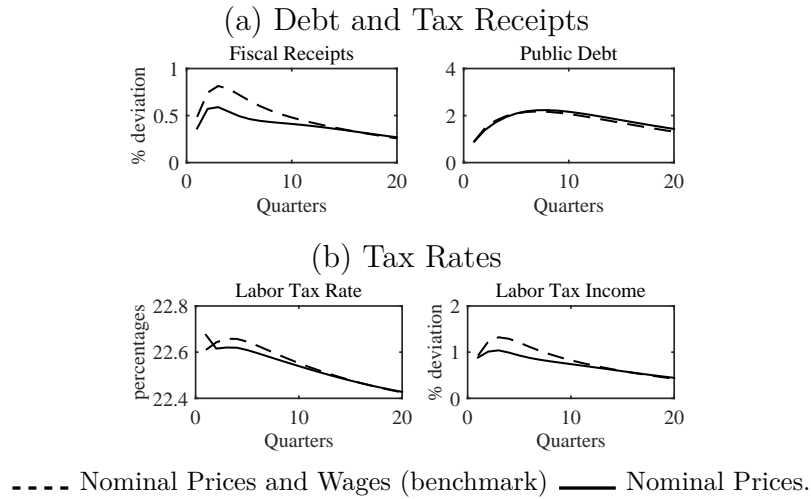 (a) Debt and Tax Receipts
Fiscal Receipts
Public Debt
% deviation
1
0.5
0
0
10
20
Quarters
4
2
0
0
10
20
Quarters
(b) Tax Rates
Labor Tax Rate
Labor Tax Income
percentages
22.8
22.6
22.4
0
10
20
Quarters
% deviation
2
1
0
0
10
20
Quarters
Nominal Prices and Wages (benchmark) Nominal Prices.